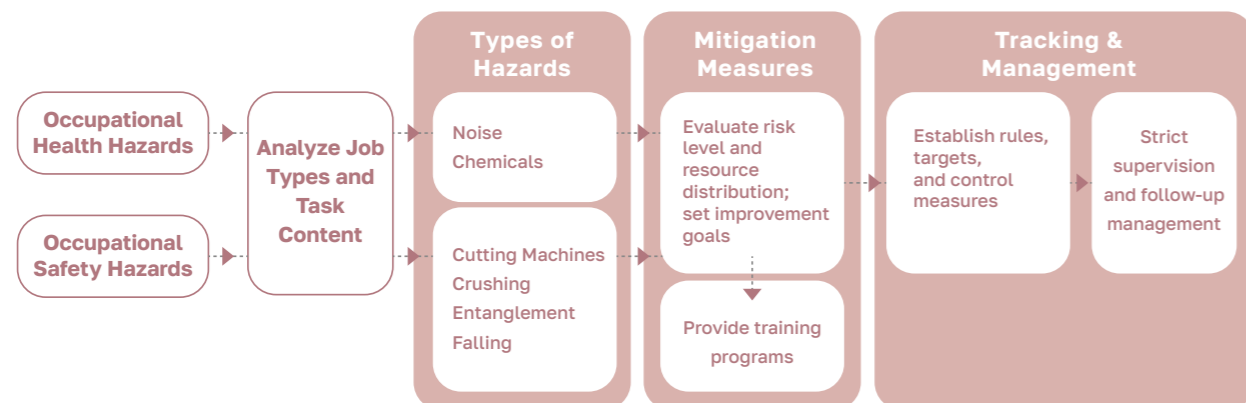 Occupational
Health Hazards
Occupational
Safety Hazards
Analyze Job
Types and
Task
Content
Types of
Hazards
Noise
Chemicals
Cutting Machines
Crushing
Entanglement
Falling
Mitigation
Measures
Evaluate risk
level and
resource
distribution;
set improvement
goals
Provide training
programs
Tracking &
Management
Establish rules,
targets,
and control
measures
Strict
supervision
and follow-up
management